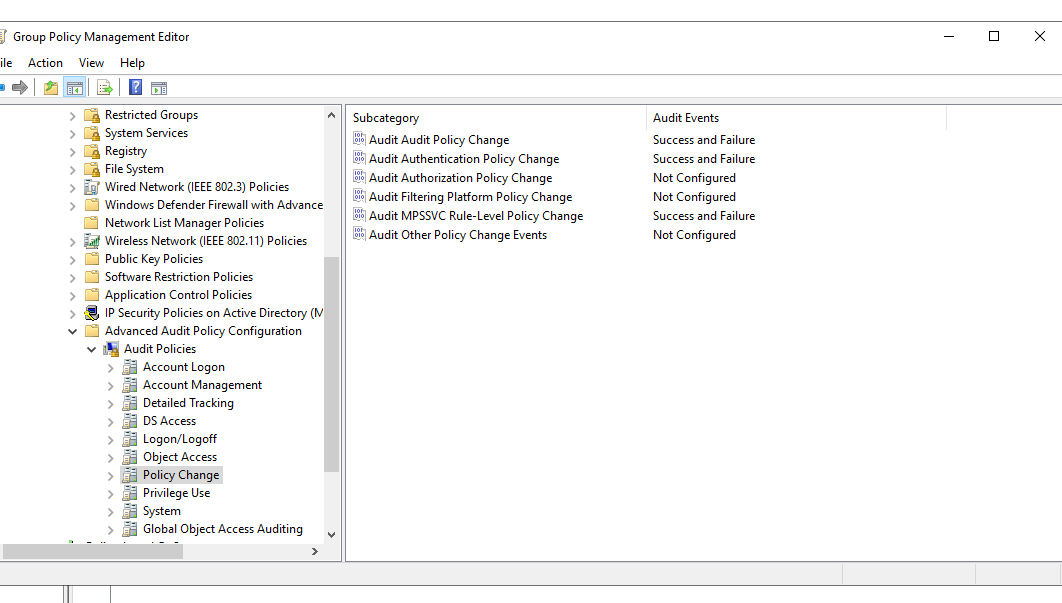 Group Policy Management Editor
ile Action View Help
Restricted Groups
System Services
Registry
File System
Wired Network (IEEE 802.3) Policies
Windows Defender Firewall with Advance
Network List Manager Policies
Wireless Network (IEEE 802.11) Policies
Public Key Policies
Software Restriction Policies
Application Control Policies
IP Security Policies on Active Directory (M
Advanced Audit Policy Configuration
Audit Policies
Account Logon
Account Management
Detailed Tracking
DS Access
Logon/Logoff
Object Access
Policy Change
Privilege Use
System
Global Object Access Auditing
Subcategory Audit Events
Audit Audit Policy Change Success and Failure
Audit Authentication Policy Change Success and Failure
Audit Authorization Policy Change Not Configured
Audit Filtering Platform Policy Change Not Configured
Audit MPSSVC Rule-Level Policy Change Success and Failure
Audit Other Policy Change Events Not Configured